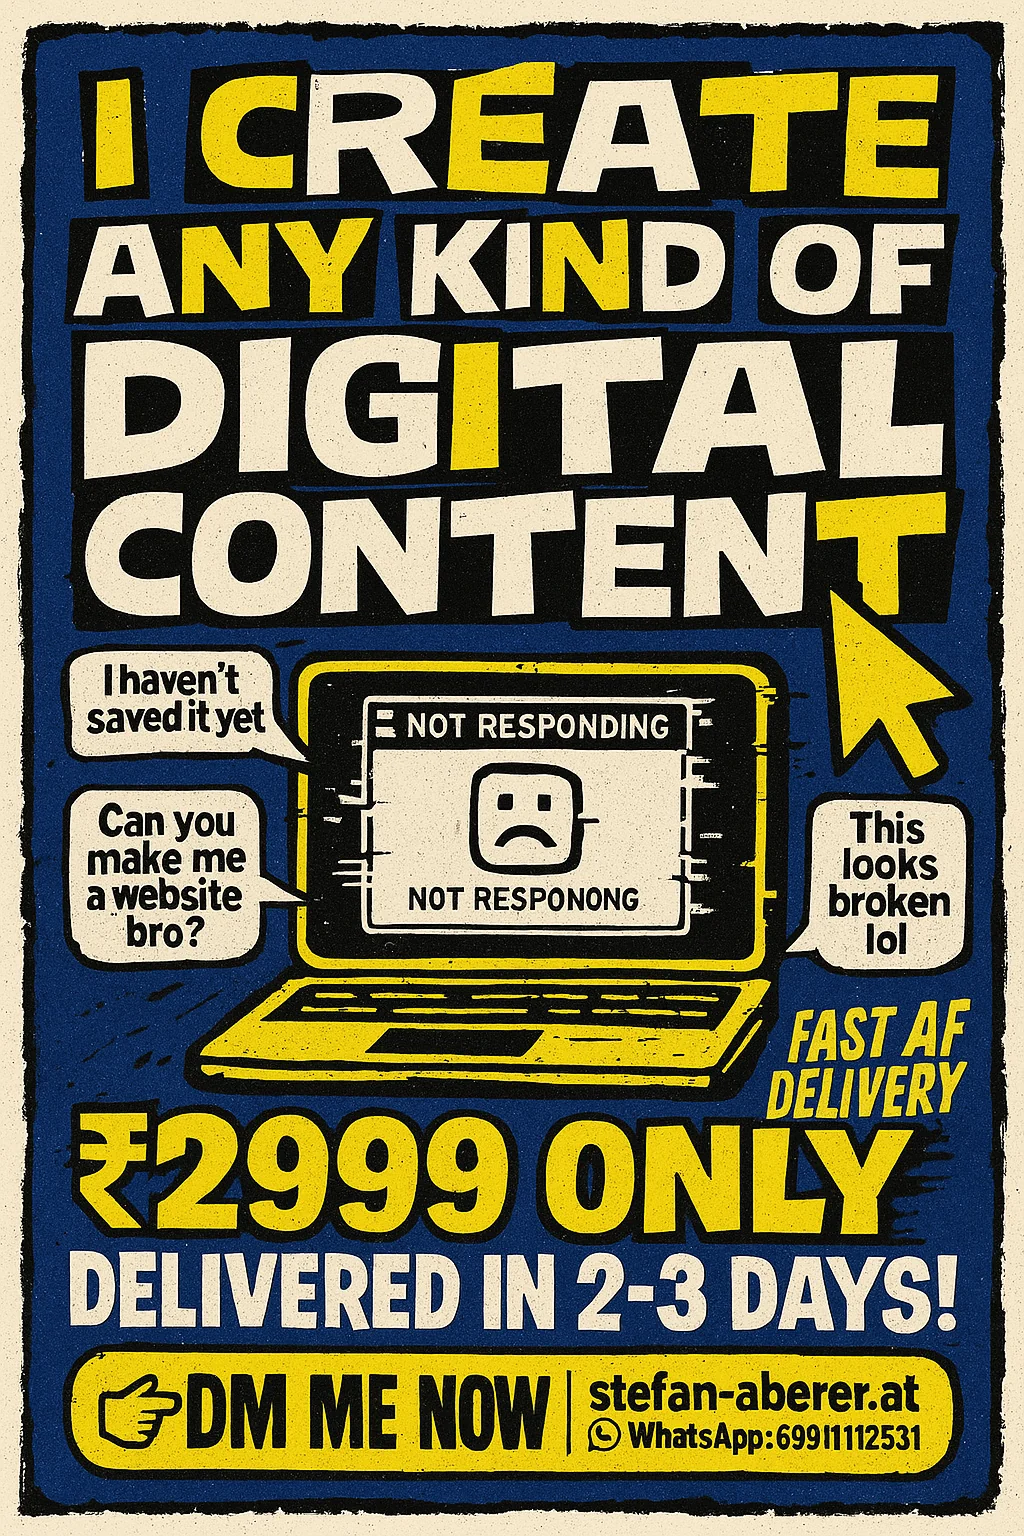 I CREATE
ANY KIND OF
DIGITAL
CONTENT
I haven't
saved it yet
NOT RESPONDING
Can you
make me
a website
bro?
NOT RESPONONG
This
looks
broken
lol
FAST AF
DELIVERY
₹2999 ONLY
DELIVERED IN 2-3 DAYS!
DM ME NOW
stefan-aberer.at
WhatsApp: 69911112531